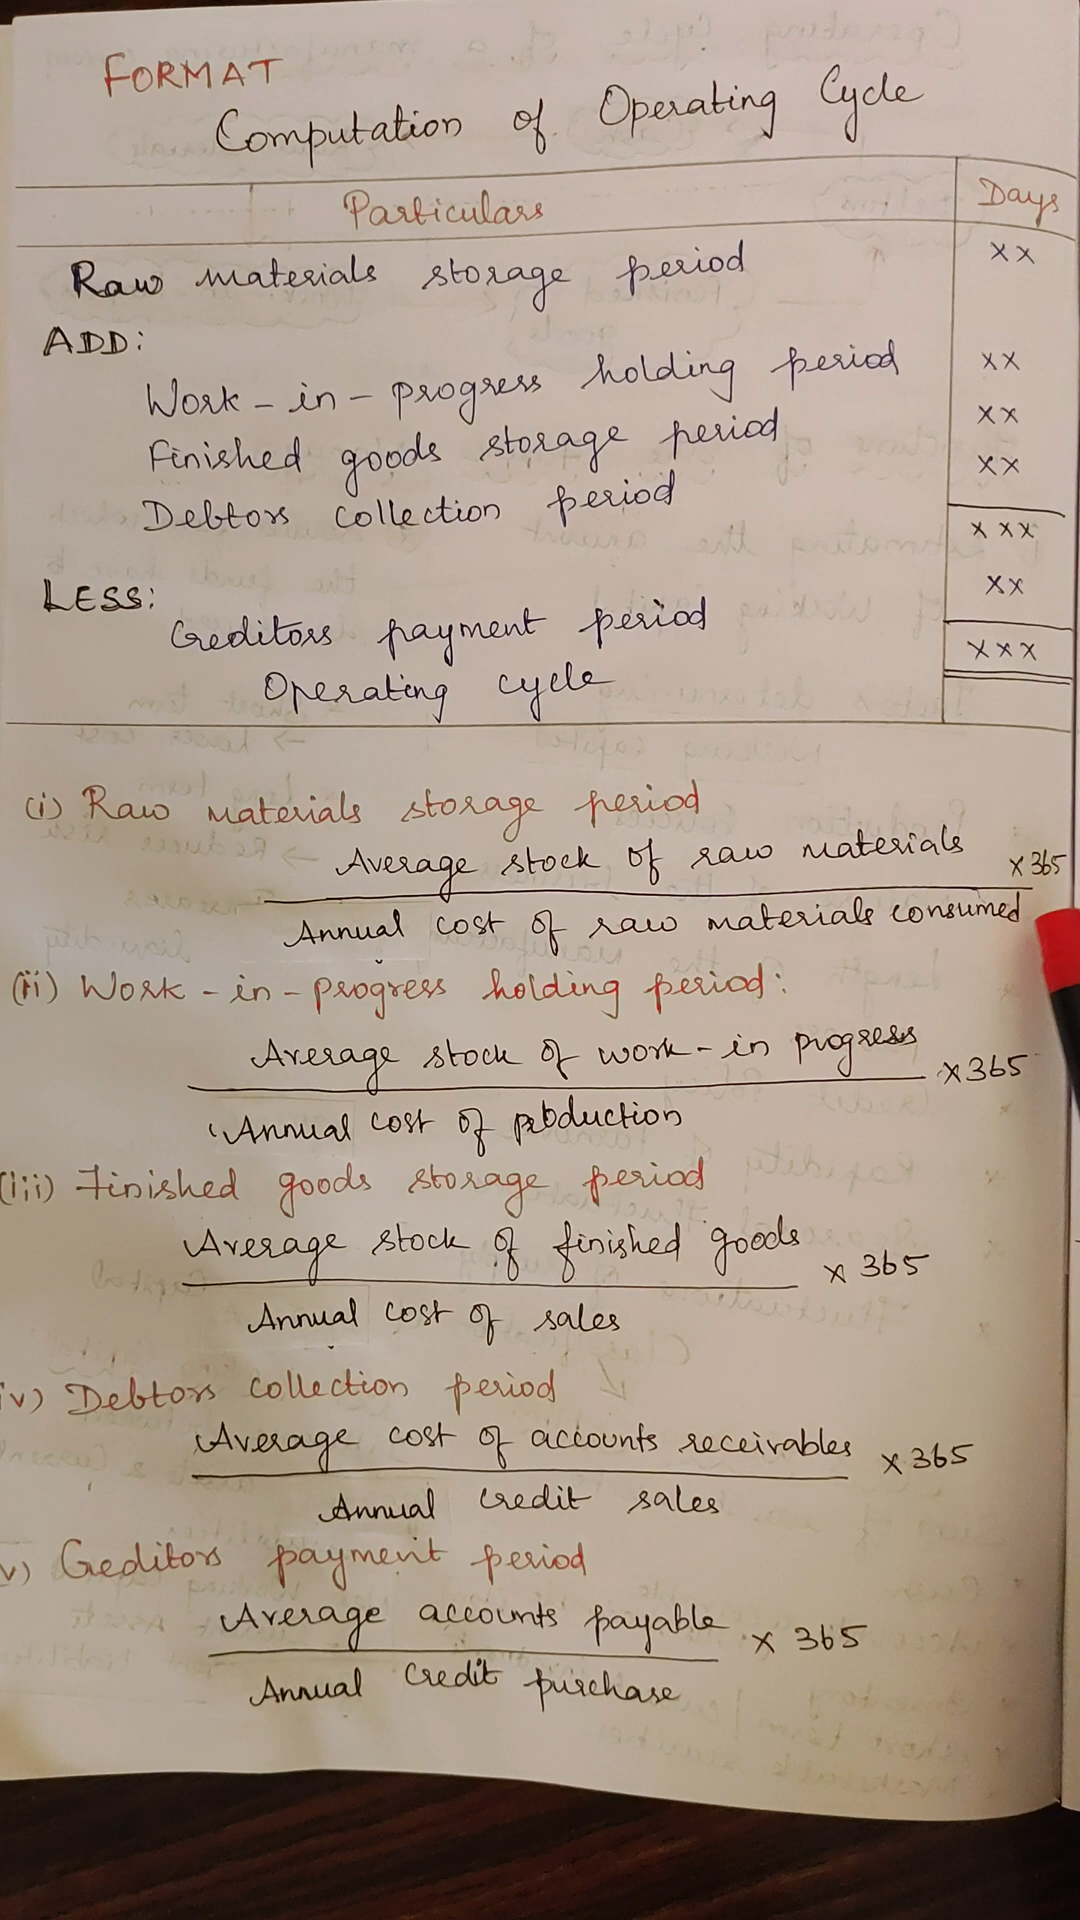 FORMAT
Computation of Operating Cycle
Particulars Days
Raw materials storage period xx
ADD:
Work-in-progress holding period xx
Finished goods storage period xx
Debtors collection period xx
xxx
LESS:
Creditors payment period xx
Operating cycle xxx
(i) Raw materials storage period
Average stock of raw materials x 365
Annual cost of raw materials consumed
(ii) Work-in-progress holding period:
Average stock of work-in progress x 365
Annual cost of production
(iii) Finished goods storage period
Average stock of finished goods x 365
Annual cost of sales
iv) Debtors collection period
Average cost of accounts receivables x 365
Annual credit sales
v) Creditors payment period
Average accounts payable x 365
Annual credit purchase